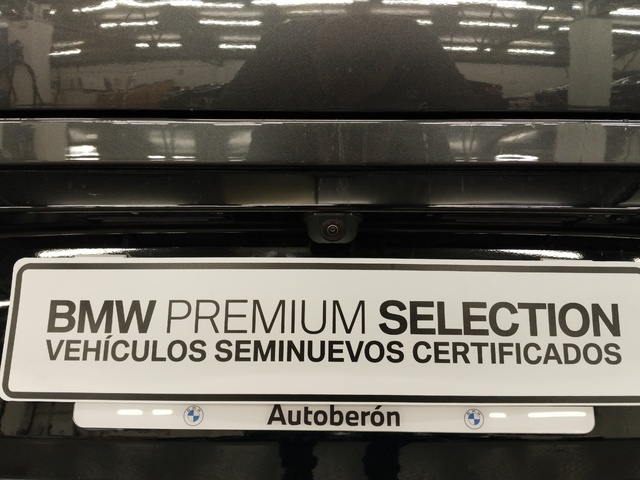 BMW PREMIUM SELECTION
VEHÍCULOS SEMINUEVOS CERTIFICADOS
Autoberón